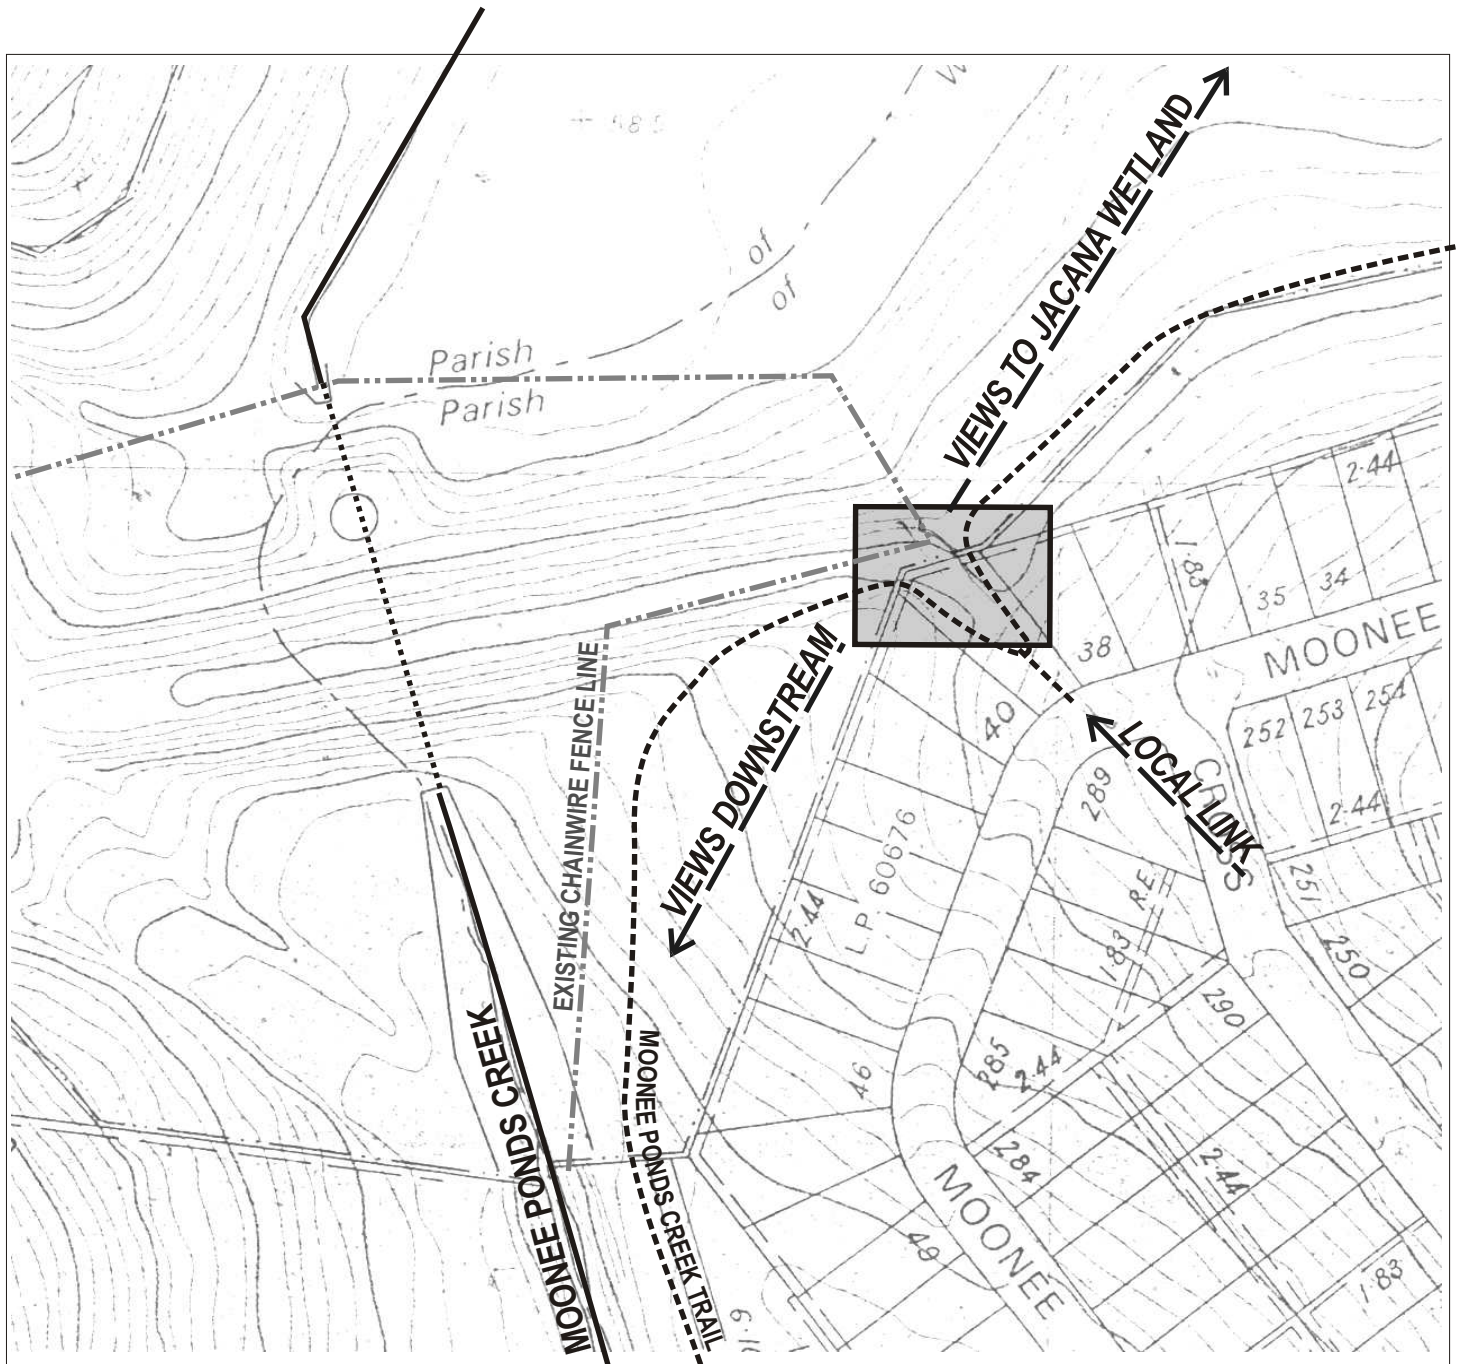 585
W
VIEWS TO JACANA WETLAND
of
of
Parish
Parish
2·44
1·83
35
34
38
MOONEE
252
253
254
40
VIEWS DOWNSTREAM
EXISTING CHAINWIRE FENCE LINE
LOCAL LINK
CROSS
289
2·44
251
L.P. 60676
2·44
R.E.
1·83
250
290
285
2·44
46
MOONEE PONDS CREEK
MOONEE PONDS CREEK TRAIL
284
2·44
49
MOONEE
1·83